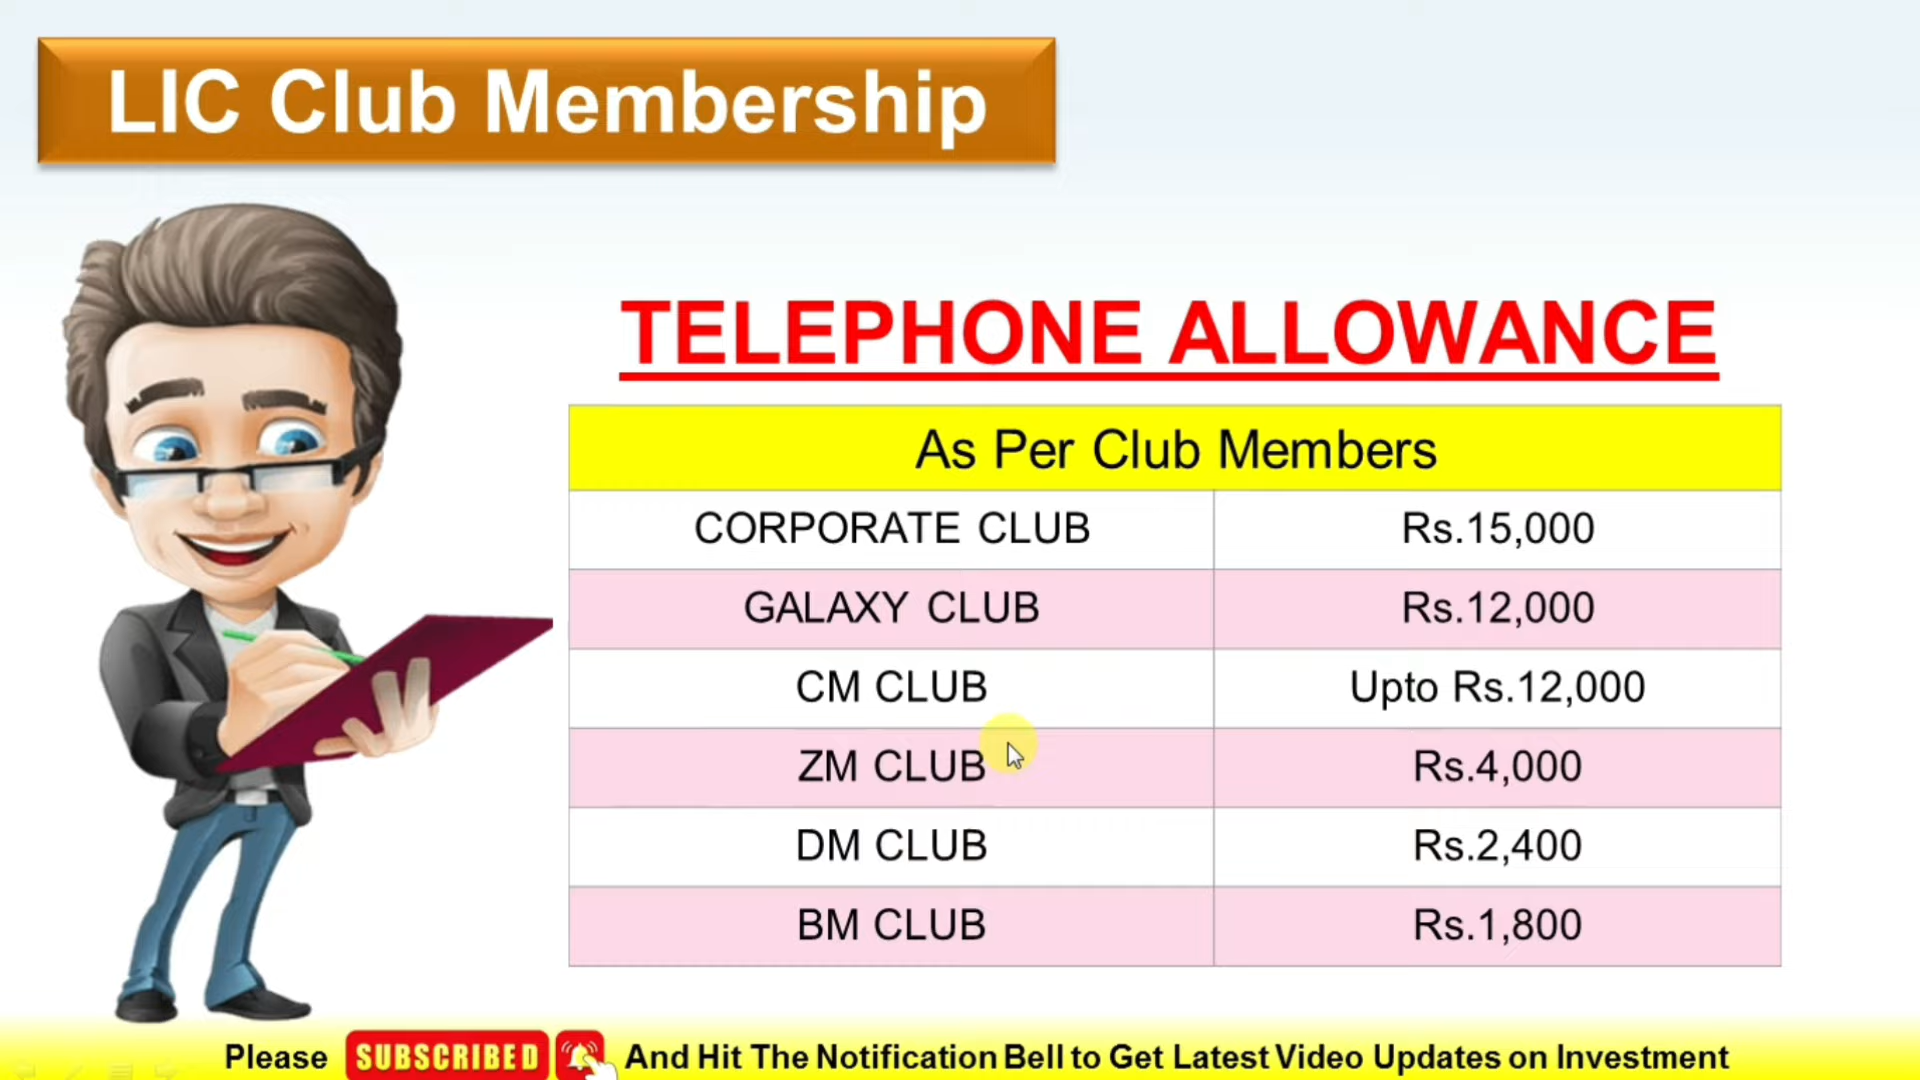 LIC Club Membership
TELEPHONE ALLOWANCE
As Per Club Members
CORPORATE CLUB Rs.15,000
GALAXY CLUB Rs.12,000
CM CLUB Upto Rs.12,000
ZM CLUB Rs.4,000
DM CLUB Rs.2,400
BM CLUB Rs.1,800
Please SUBSCRIBED And Hit The Notification Bell to Get Latest Video Updates on Investment